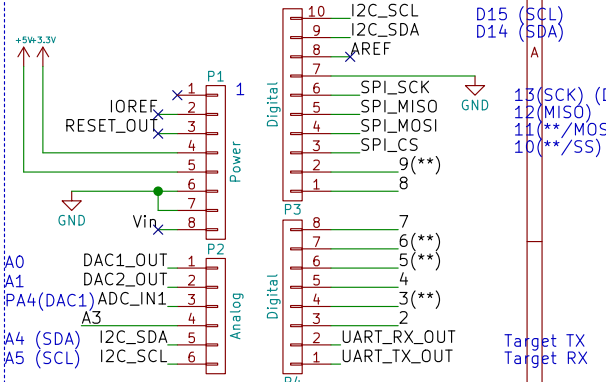 +5V +3.3V
P1
1
1
IOREF 2
RESET_OUT 3
4
5
6
7
Vin 8
Power
GND
P2
A0 DAC1_OUT 1
A1 DAC2_OUT 2
PA4(DAC1) ADC_IN1 3
A3 4
A4 (SDA) I2C_SDA 5
A5 (SCL) I2C_SCL 6
Analog
10 I2C_SCL D15 (SCL)
9 I2C_SDA D14 (SDA)
8 AREF A
7
GND
6 SPI_SCK 13(SCK) (D
5 SPI_MISO 12(MISO)
4 SPI_MOSI 11(**/MOS
3 SPI_CS 10(**/SS)
2 9(**)
1 8
Digital
P3
8 7
7 6(**)
6 5(**)
5 4
4 3(**)
3 2
2 UART_RX_OUT Target TX
1 UART_TX_OUT Target RX
Digital
P4